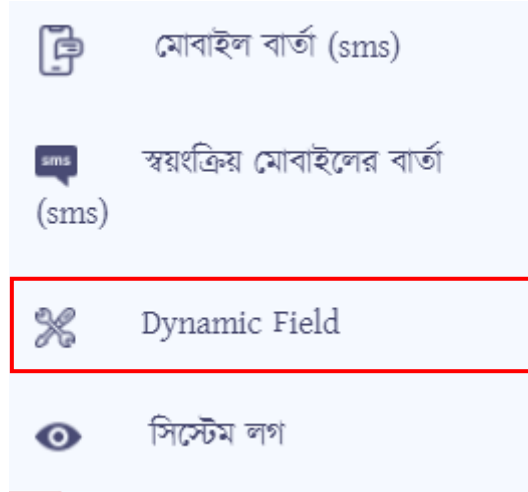 মোবাইল বার্তা (sms)
sms
স্বয়ংক্রিয় মোবাইলের বার্তা
(sms)
Dynamic Field
সিস্টেম লগ